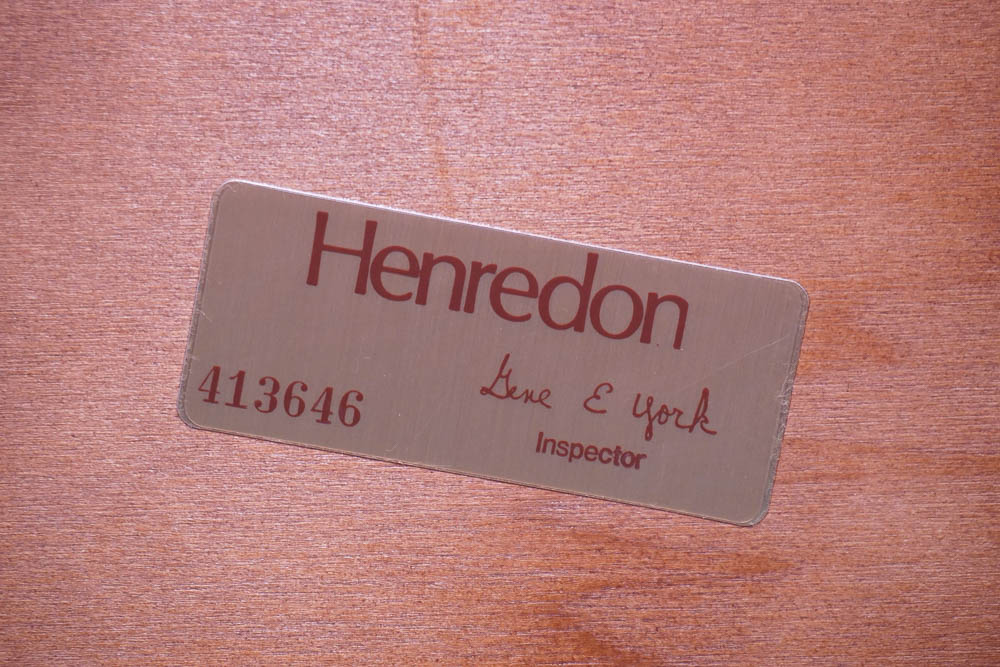 Henredon
413646
Gene E York
Inspector